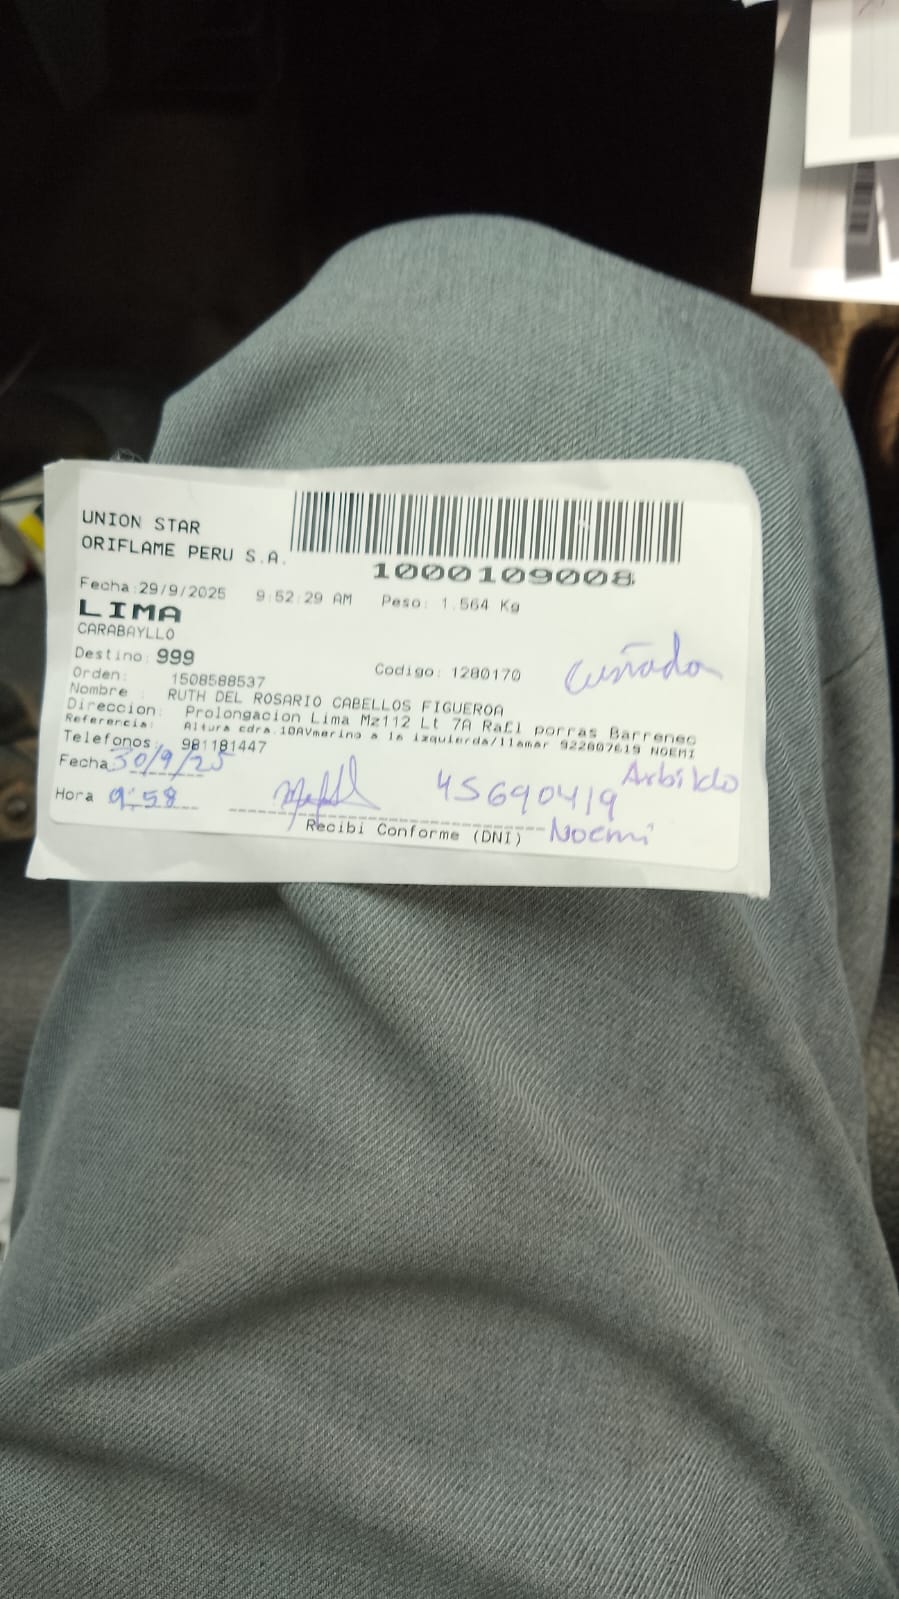 UNION STAR
ORIFLAME PERU S.A.
1000109008
Fecha:29/9/2025 9:52:29 AM Peso: 1.564 Kg
LIMA
CARABAYLLO
Destino: 999
Codigo: 1280170 Cuñada
Orden: 1508588537
Nombre : RUTH DEL ROSARIO CABELLOS FIGUEROA
Direccion: Prolongacion Lima Mz112 Lt 7A Ra£l porras Barrenec
Referencia: Altura cdra.10AVmerino a la izquierda/llamar 922807619 NOEMI
Telefonos: 981181447
Fecha 30/9/25 Arbildo
Hora 9:58 45690419
Recibi Conforme (DNI) Noemi